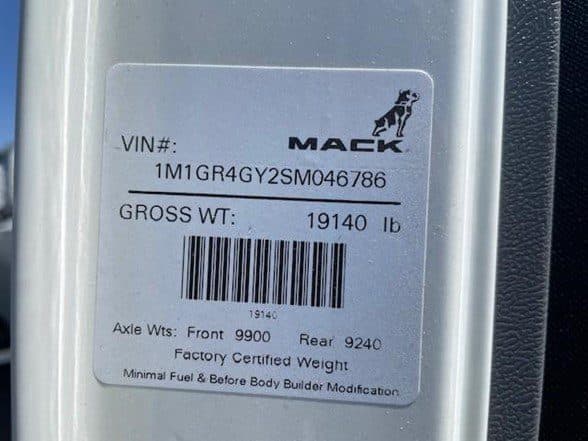 MACK
VIN#:
1M1GR4GY2SM046786
GROSS WT: 19140 lb
19140
Axle Wts: Front 9900 Rear 9240
Factory Certified Weight
Minimal Fuel & Before Body Builder Modification